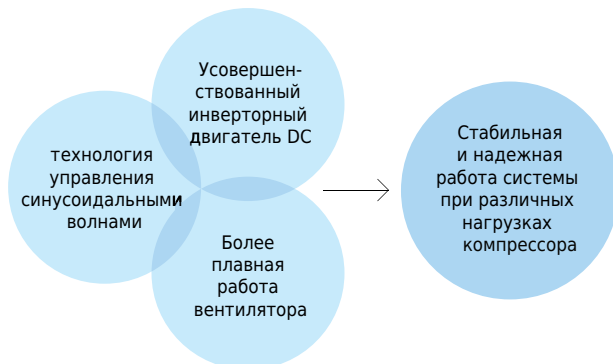 Усовершен-
ствованный
инверторный
двигатель DC
технология
управления
синусоидальными
волнами
Более
плавная
работа
вентилятора
Стабильная
и надежная
работа системы
при различных
нагрузках
компрессора